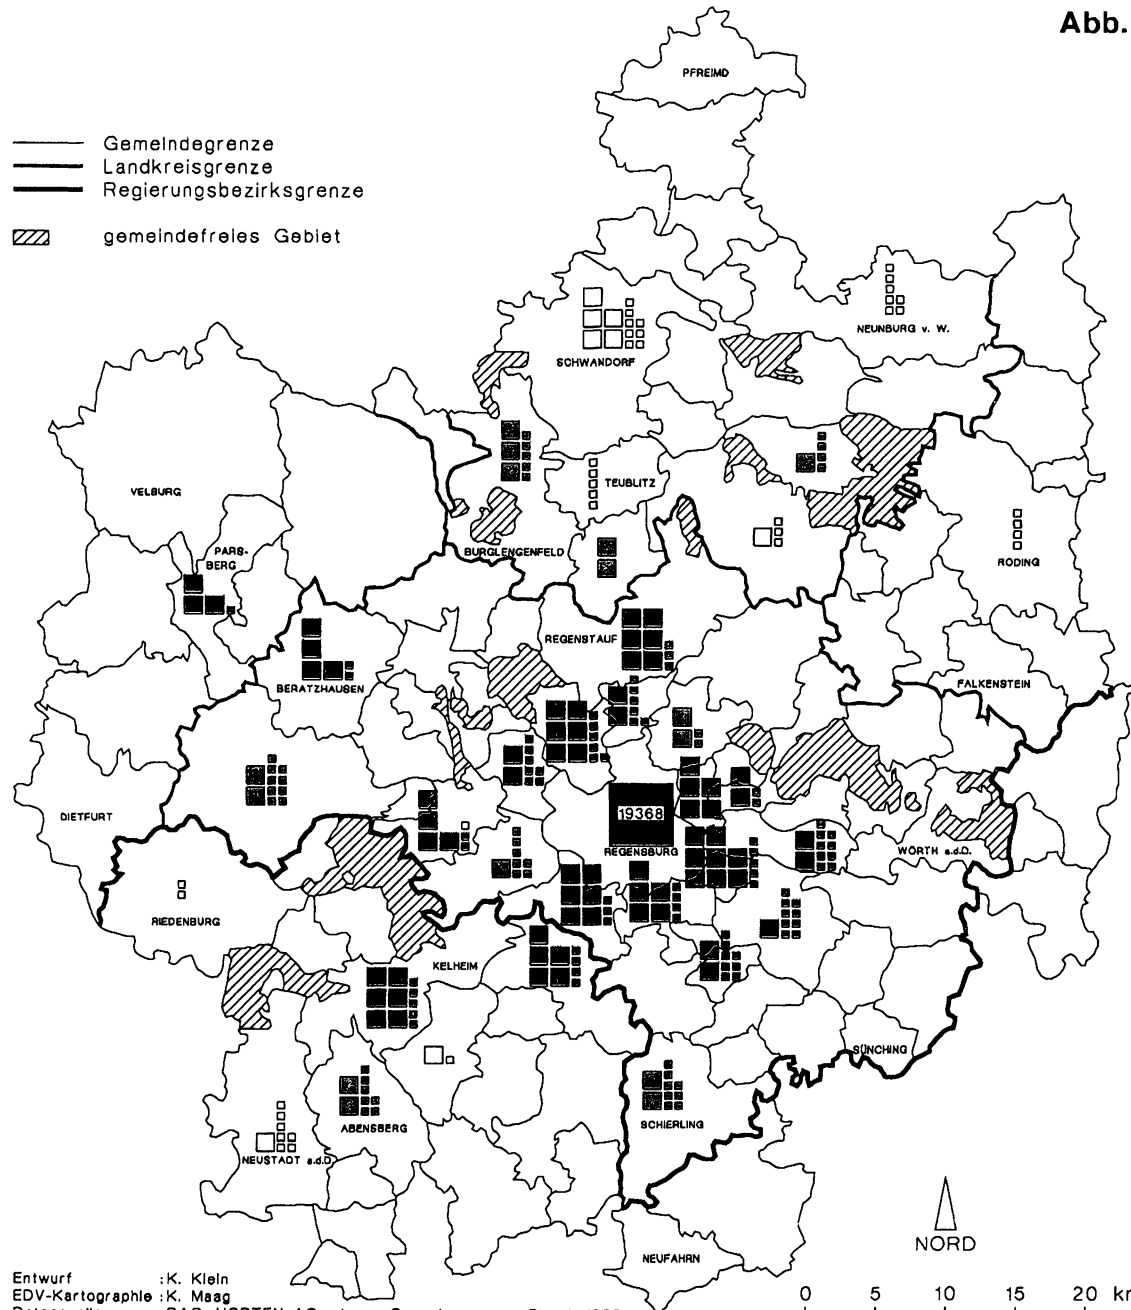 Abb.
PFREIMD
Gemeindegrenze
Landkreisgrenze
Regierungsbezirksgrenze
gemeindefreies Gebiet
NEUNBURG v. W.
SCHWANDORF
VELBURG
TEUBLITZ
PARS-
BERG
BURGLENGENFELD
RODING
REGENSTAUF
BERATZHAUSEN
FALKENSTEIN
DIETFURT
19368
REGENSBURG
WÖRTH a.d.D.
RIEDENBURG
KELHEIM
SÜNCHING
ABENSBERG
SCHIERLING
NEUSTADT a.d.D.
NORD
NEUFAHRN
Entwurf :K. Klein
EDV-Kartographie :K. Maag
0 5 10 15 20 km